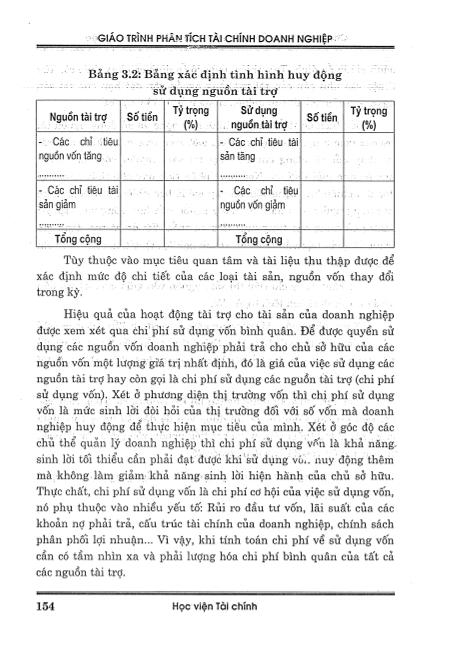 GIÁO TRÌNH PHÂN TÍCH TÀI CHÍNH DOANH NGHIỆP
Bảng 3.2: Bảng xác định tình hình huy động
sử dụng nguồn tài trợ
Nguồn tài trợ | Số tiền | Tỷ trọng (%) | Sử dụng nguồn tài trợ | Số tiền | Tỷ trọng (%)
- Các chỉ tiêu nguồn vốn tăng .......... | - Các chỉ tiêu tài sản tăng ..........
- Các chỉ tiêu tài sản giảm .......... | - Các chỉ tiêu nguồn vốn giảm ..........
Tổng cộng | Tổng cộng
Tùy thuộc vào mục tiêu quan tâm và tài liệu thu thập được để
xác định mức độ chi tiết của các loại tài sản, nguồn vốn thay đổi
trong kỳ.
Hiệu quả của hoạt động tài trợ cho tài sản của doanh nghiệp
được xem xét qua chi phí sử dụng vốn bình quân. Để được quyền sử
dụng các nguồn vốn doanh nghiệp phải trả cho chủ sở hữu của các
nguồn vốn một lượng giá trị nhất định, đó là giá của việc sử dụng các
nguồn tài trợ hay còn gọi là chi phí sử dụng các nguồn tài trợ (chi phí
sử dụng vốn). Xét ở phương diện thị trường vốn thì chi phí sử dụng
vốn là mức sinh lời đòi hỏi của thị trường đối với số vốn mà doanh
nghiệp huy động để thực hiện mục tiêu của mình. Xét ở góc độ các
chủ thể quản lý doanh nghiệp thì chi phí sử dụng vốn là khả năng
sinh lời tối thiểu cần phải đạt được khi sử dụng huy động thêm
mà không làm giảm khả năng sinh lời hiện hành của chủ sở hữu.
Thực chất, chi phí sử dụng vốn là chi phí cơ hội của việc sử dụng vốn,
nó phụ thuộc vào nhiều yếu tố: Rủi ro đầu tư vốn, lãi suất của các
khoản nợ phải trả, cấu trúc tài chính của doanh nghiệp, chính sách
phân phối lợi nhuận... Vì vậy, khi tính toán chi phí về sử dụng vốn
cần có tầm nhìn xa và phải lượng hóa chi phí bình quân của tất cả
các nguồn tài trợ.
154 Học viện Tài chính